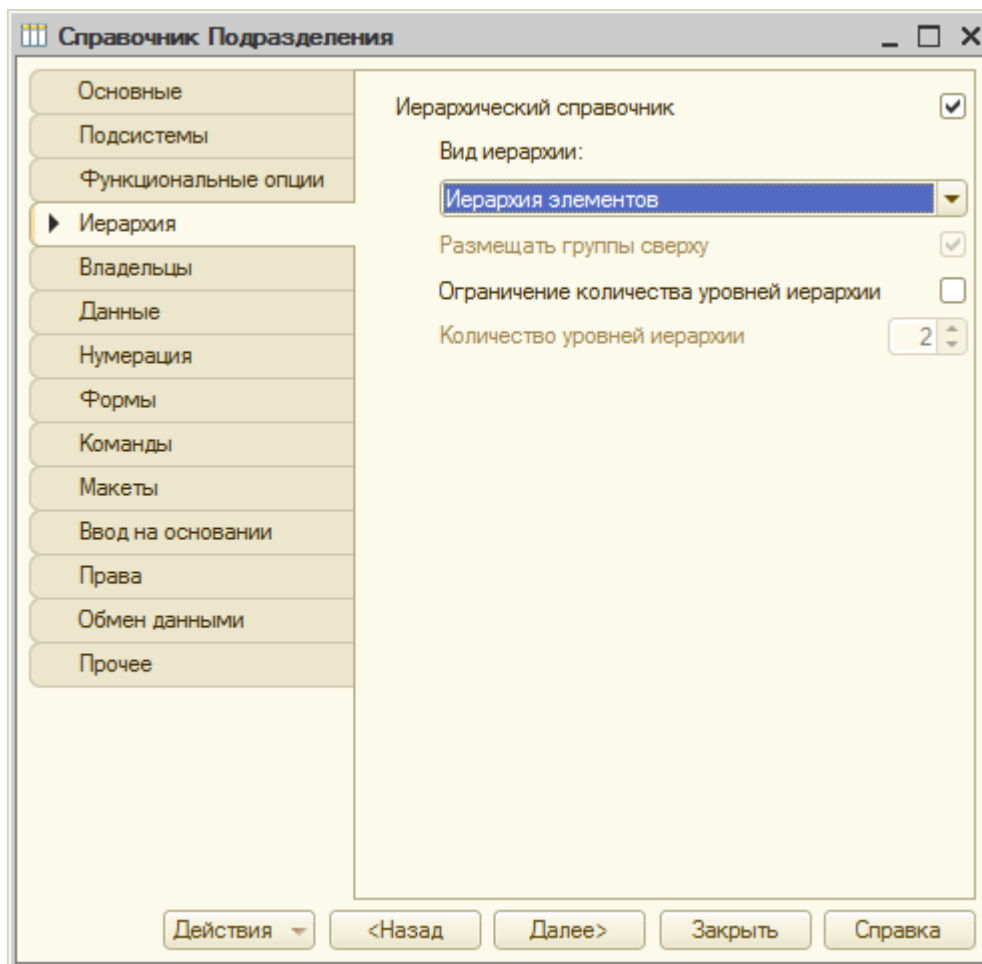 Справочник Подразделения
Основные
Подсистемы
Функциональные опции
Иерархия
Владельцы
Данные
Нумерация
Формы
Команды
Макеты
Ввод на основании
Права
Обмен данными
Прочее
Иерархический справочник
Вид иерархии:
Иерархия элементов
Размещать группы сверху
Ограничение количества уровней иерархии
Количество уровней иерархии 2
Действия <Назад Далее> Закрыть Справка